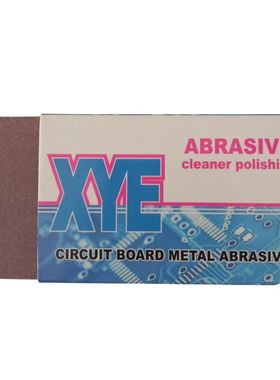 ABRASIV
cleaner polishi
XYE
CIRCUIT BOARD METAL ABRASIV